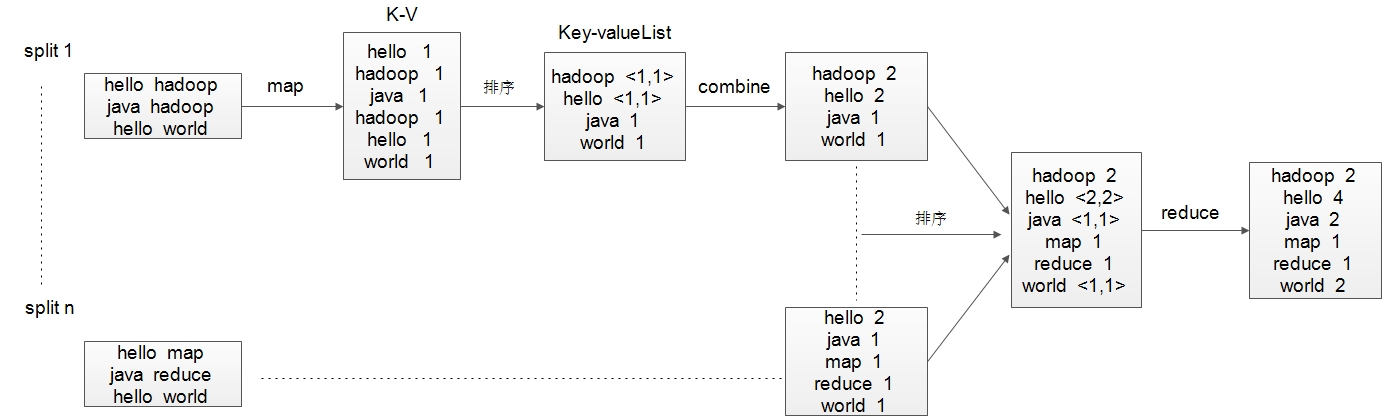 split 1
hello hadoop
java hadoop
hello world
map
K-V
hello 1
hadoop 1
java 1
hadoop 1
hello 1
world 1
排序
Key-valueList
hadoop <1,1>
hello <1,1>
java 1
world 1
combine
hadoop 2
hello 2
java 1
world 1
split n
hello map
java reduce
hello world
hello 2
java 1
map 1
reduce 1
world 1
排序
hadoop 2
hello <2,2>
java <1,1>
map 1
reduce 1
world <1,1>
reduce
hadoop 2
hello 4
java 2
map 1
reduce 1
world 2